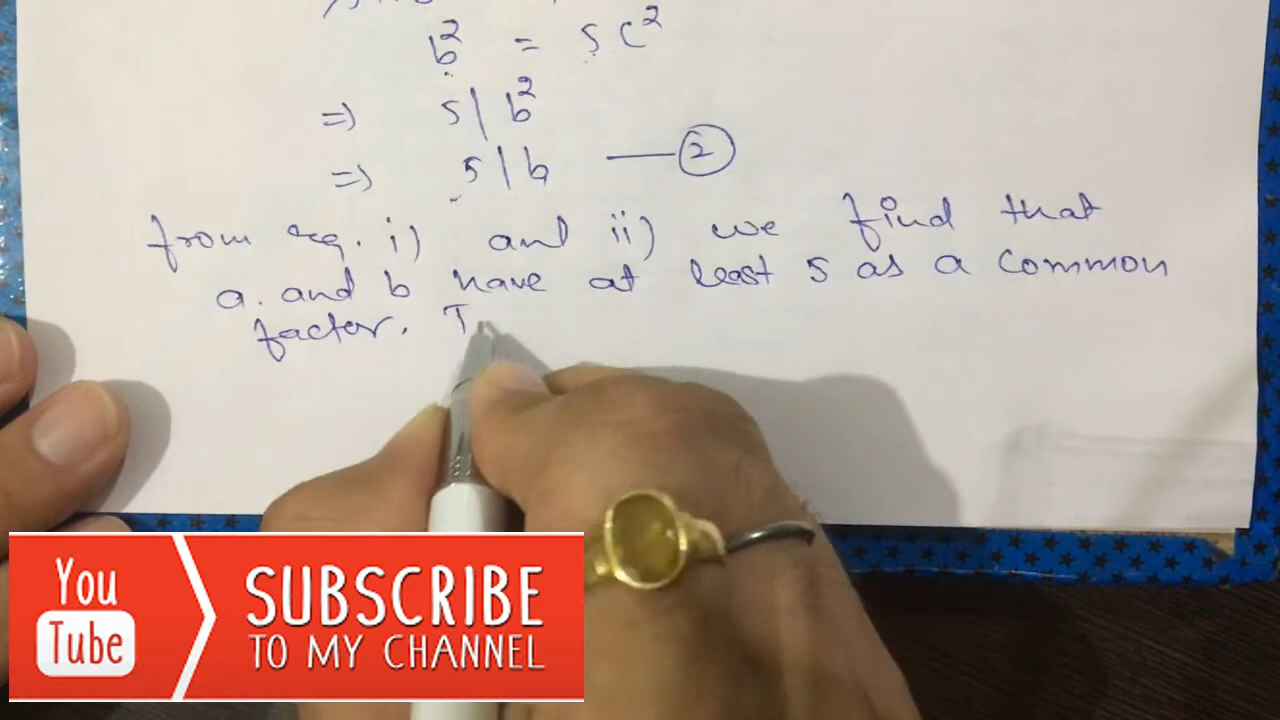 b² = 5c²
=> 5 | b²
=> 5 | b —— ②
from eq. i) and ii) we find that
a. and b have at least 5 as a common
factor. T
You
Tube
SUBSCRIBE
TO MY CHANNEL